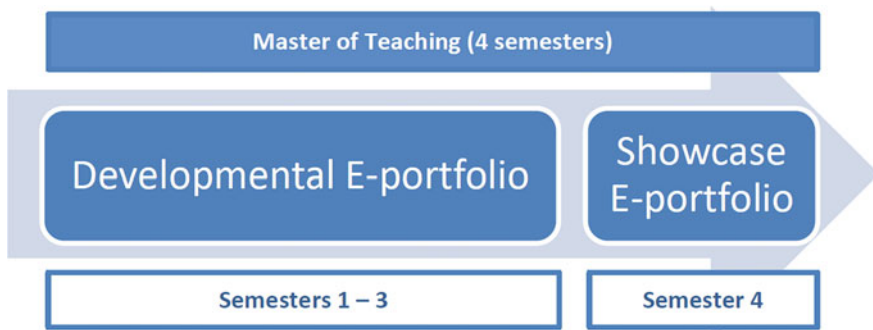 Master of Teaching (4 semesters)
Developmental E-portfolio
Showcase
E-portfolio
Semesters 1 – 3
Semester 4